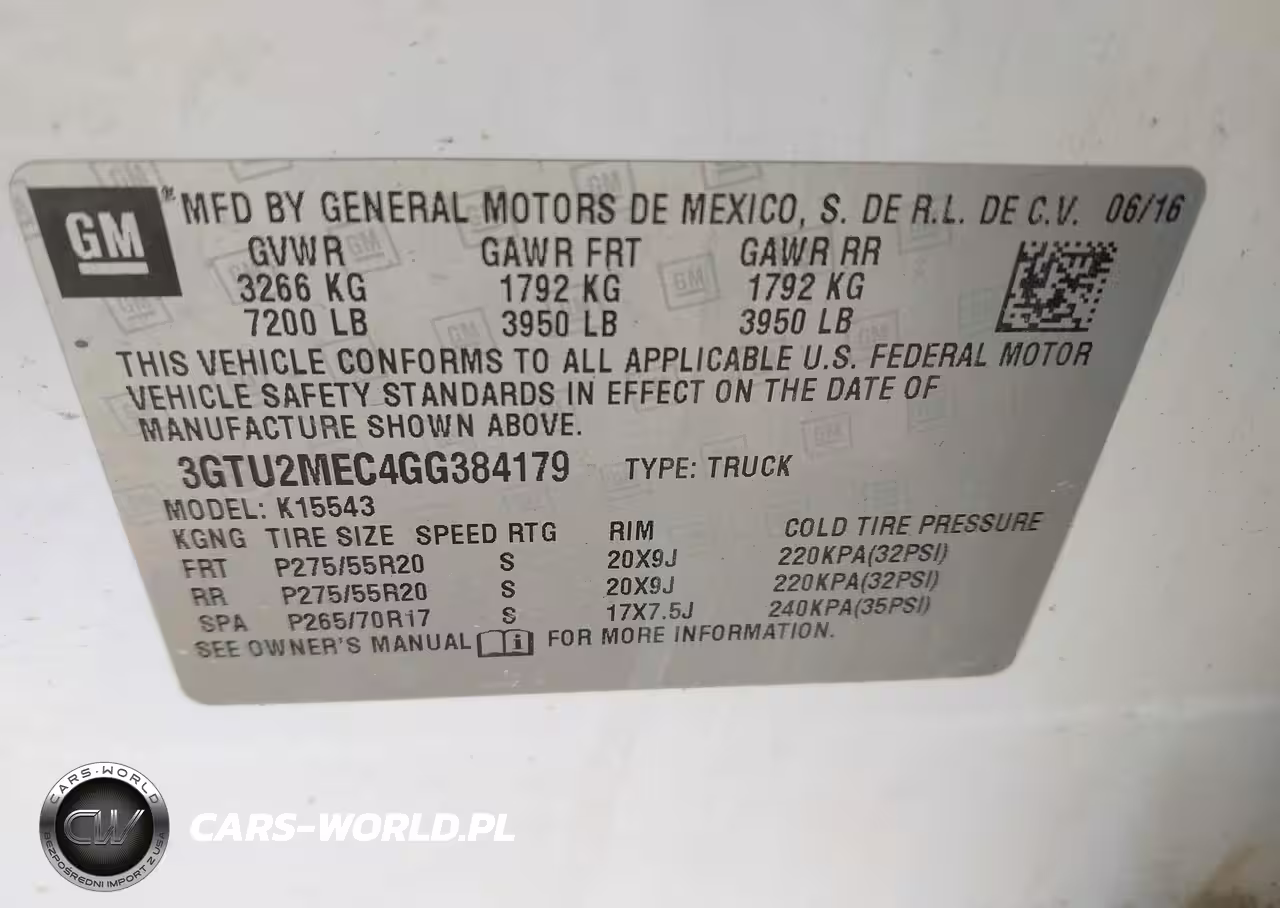 GM
® MFD BY GENERAL MOTORS DE MEXICO, S. DE R.L. DE C.V. 06/16
GVWR GAWR FRT GAWR RR
3266 KG 1792 KG 1792 KG
7200 LB 3950 LB 3950 LB
THIS VEHICLE CONFORMS TO ALL APPLICABLE U.S. FEDERAL MOTOR
VEHICLE SAFETY STANDARDS IN EFFECT ON THE DATE OF
MANUFACTURE SHOWN ABOVE.
3GTU2MEC4GG384179 TYPE: TRUCK
MODEL: K15543
KGNG TIRE SIZE SPEED RTG RIM COLD TIRE PRESSURE
FRT P275/55R20 S 20X9J 220KPA(32PSI)
RR P275/55R20 S 20X9J 220KPA(32PSI)
SPA P265/70R17 S 17X7.5J 240KPA(35PSI)
SEE OWNER'S MANUAL i FOR MORE INFORMATION.
CARS-WORLD
CW
BEZPOŚREDNI IMPORT Z USA
CARS-WORLD.PL